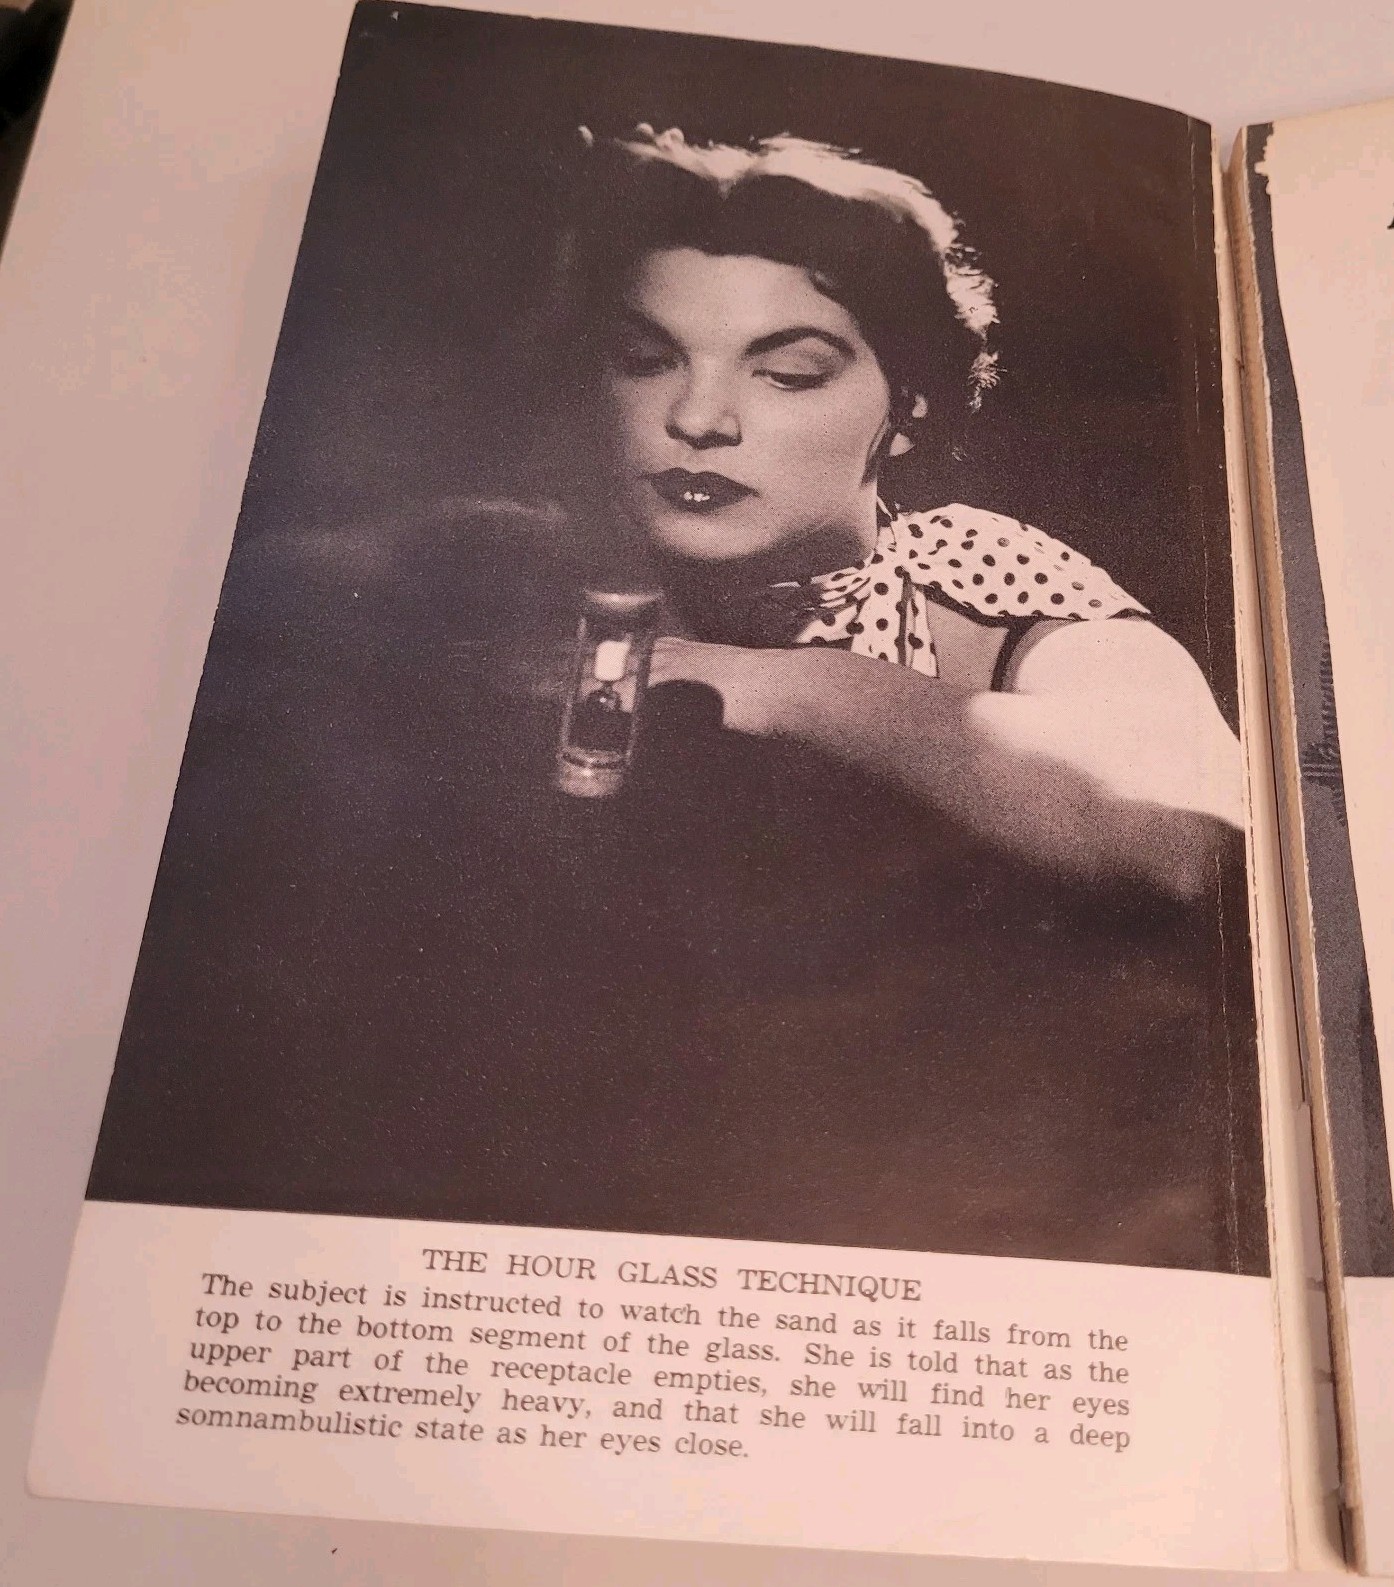 THE HOUR GLASS TECHNIQUE
The subject is instructed to watch the sand as it falls from the
top to the bottom segment of the glass. She is told that as the
upper part of the receptacle empties, she will find her eyes
becoming extremely heavy, and that she will fall into a deep
somnambulistic state as her eyes close.